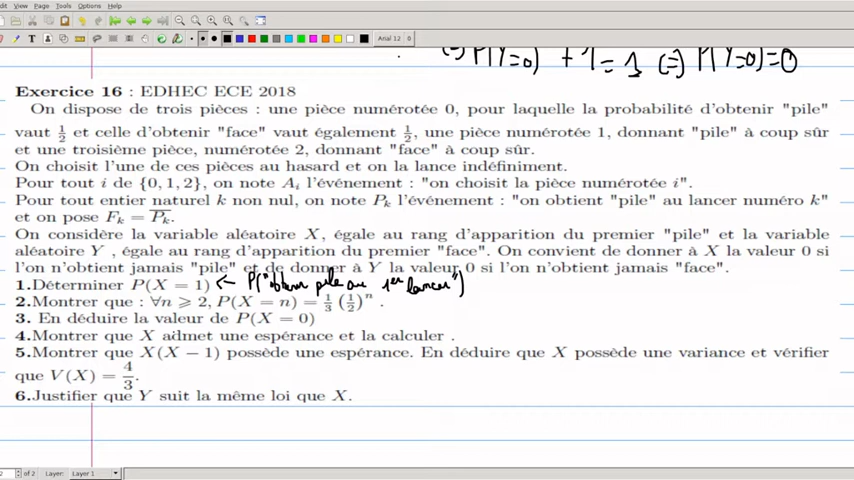 View Page Tools Options Help
Arial 12
P(Y=0) + 1 = 1 (=) P(Y=0)=0
Exercice 16 : EDHEC ECE 2018
On dispose de trois pièces : une pièce numérotée 0, pour laquelle la probabilité d'obtenir "pile"
vaut 1/2 et celle d'obtenir "face" vaut également 1/2, une pièce numérotée 1, donnant "pile" à coup sûr
et une troisième pièce, numérotée 2, donnant "face" à coup sûr.
On choisit l'une de ces pièces au hasard et on la lance indéfiniment.
Pour tout i de {0, 1, 2}, on note A_i l'événement : "on choisit la pièce numérotée i".
Pour tout entier naturel k non nul, on note P_k l'événement : "on obtient "pile" au lancer numéro k"
et on pose F_k = \overline{P_k}.
On considère la variable aléatoire X, égale au rang d'apparition du premier "pile" et la variable
aléatoire Y, égale au rang d'apparition du premier "face". On convient de donner à X la valeur 0 si
l'on n'obtient jamais "pile" et de donner à Y la valeur 0 si l'on n'obtient jamais "face".
1.Déterminer P(X = 1) ← P("obtenir pile au 1er lancer")
2.Montrer que : ∀n ⩾ 2, P(X = n) = 1/3 (1/2)^n .
3. En déduire la valeur de P(X = 0)
4.Montrer que X admet une espérance et la calculer .
5.Montrer que X(X − 1) possède une espérance. En déduire que X possède une variance et vérifier
que V(X) = 4/3.
6.Justifier que Y suit la même loi que X.
2 of 2 Layer: Layer 1